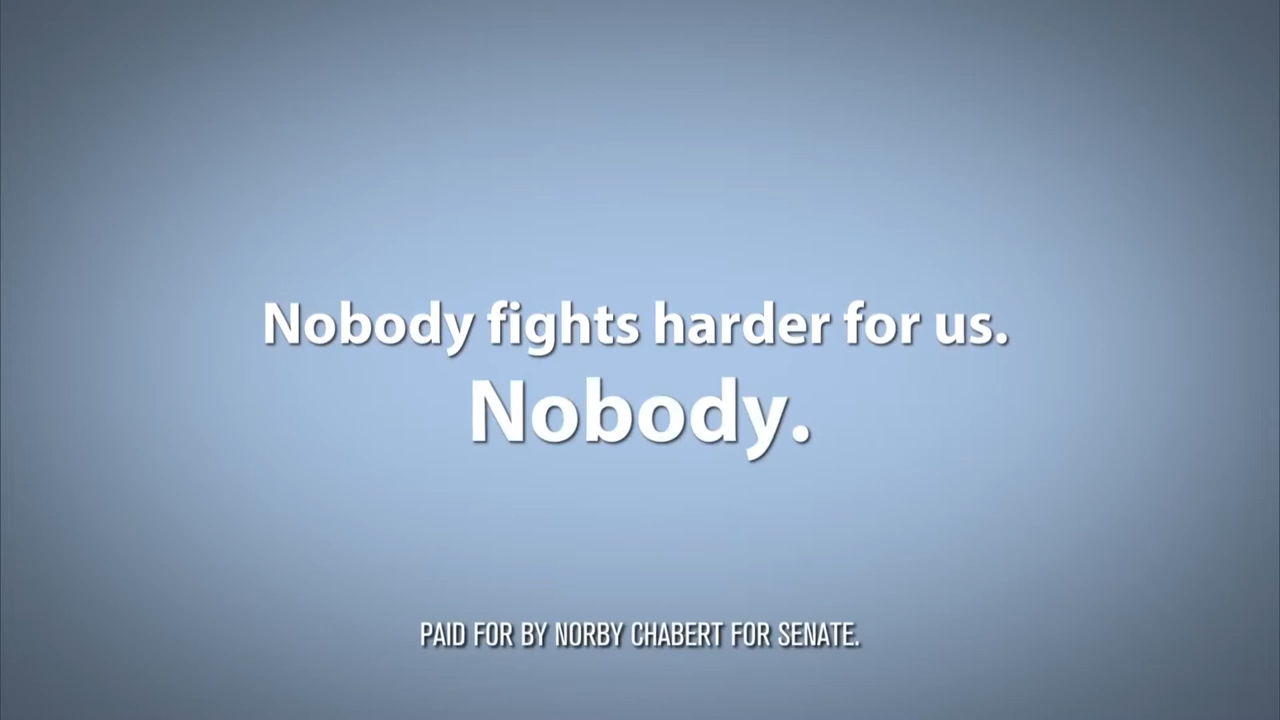 Nobody fights harder for us.
Nobody.
PAID FOR BY NORBY CHABERT FOR SENATE.